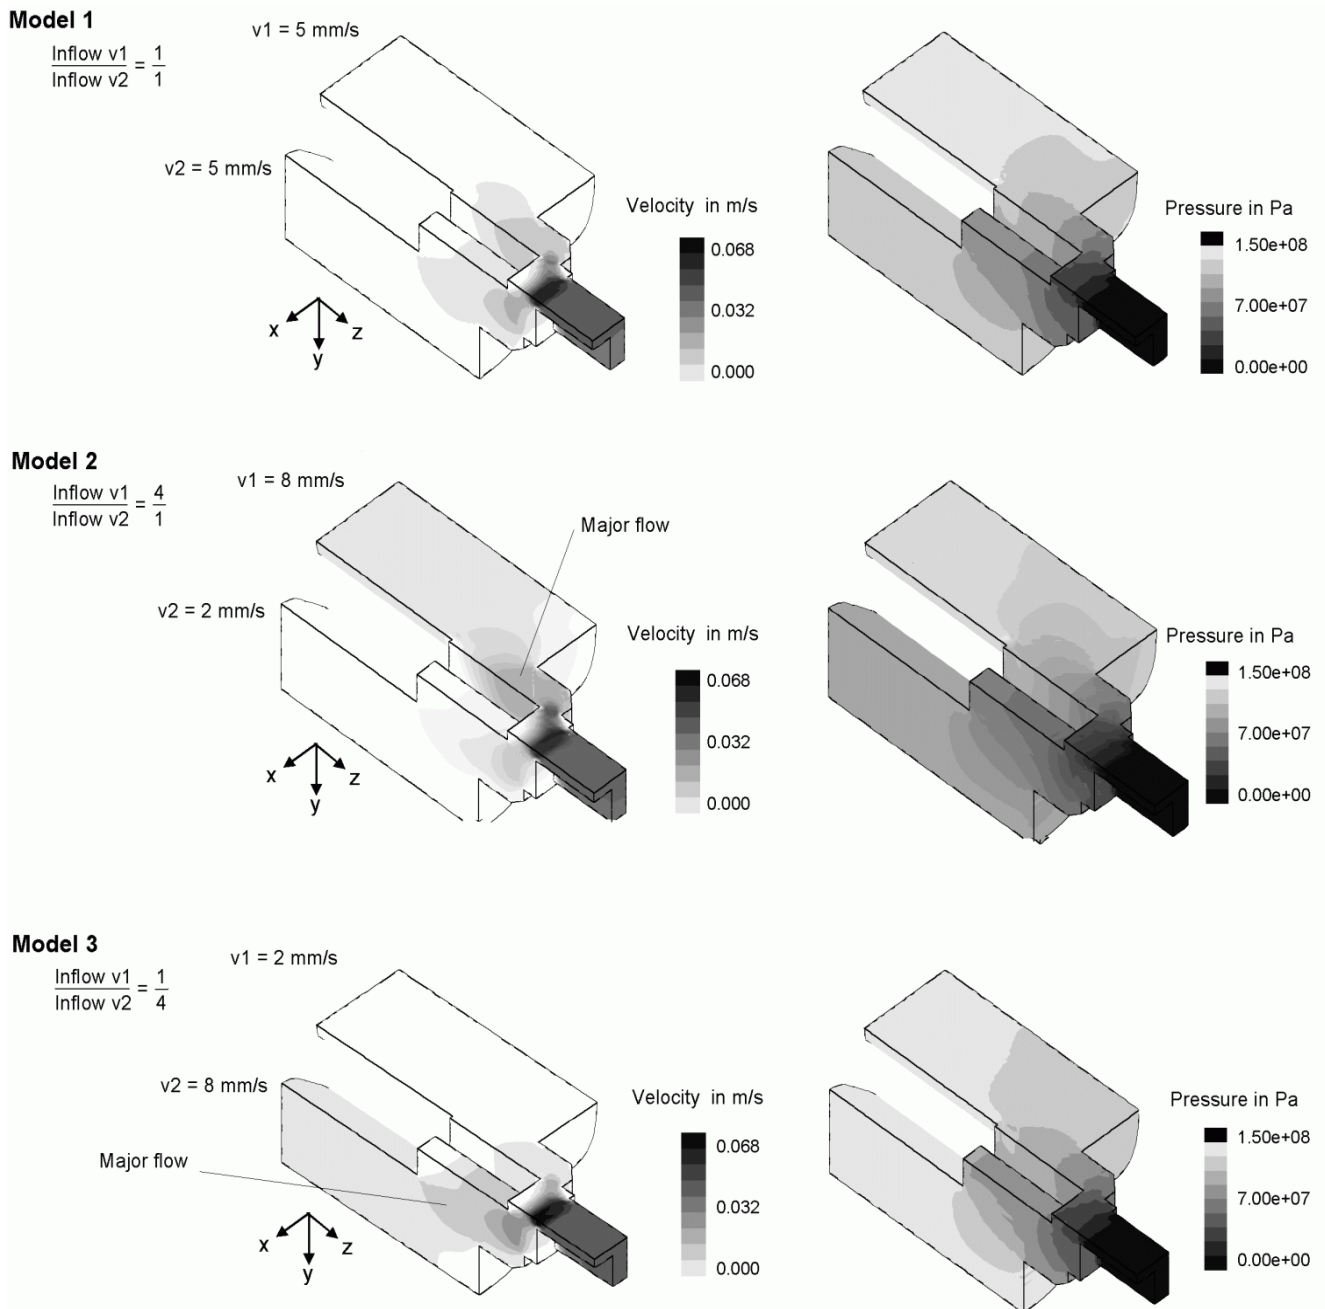 Model 1
v1 = 5 mm/s
Inflow v1 / Inflow v2 = 1 / 1
v2 = 5 mm/s
Velocity in m/s
0.068
0.032
0.000
x
y
z
Pressure in Pa
1.50e+08
7.00e+07
0.00e+00
Model 2
v1 = 8 mm/s
Inflow v1 / Inflow v2 = 4 / 1
Major flow
v2 = 2 mm/s
Velocity in m/s
0.068
0.032
0.000
x
y
z
Pressure in Pa
1.50e+08
7.00e+07
0.00e+00
Model 3
v1 = 2 mm/s
Inflow v1 / Inflow v2 = 1 / 4
v2 = 8 mm/s
Major flow
Velocity in m/s
0.068
0.032
0.000
x
y
z
Pressure in Pa
1.50e+08
7.00e+07
0.00e+00